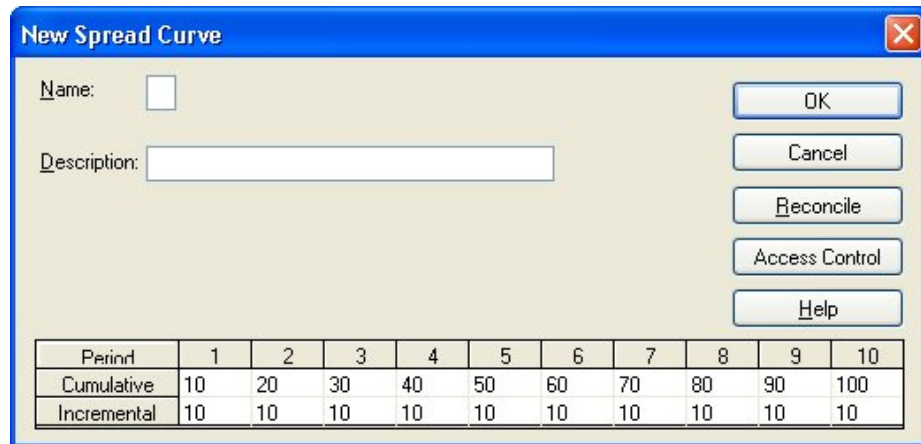 New Spread Curve
Name:
OK
Description:
Cancel
Reconcile
Access Control
Help
Period 1 2 3 4 5 6 7 8 9 10
Cumulative 10 20 30 40 50 60 70 80 90 100
Incremental 10 10 10 10 10 10 10 10 10 10